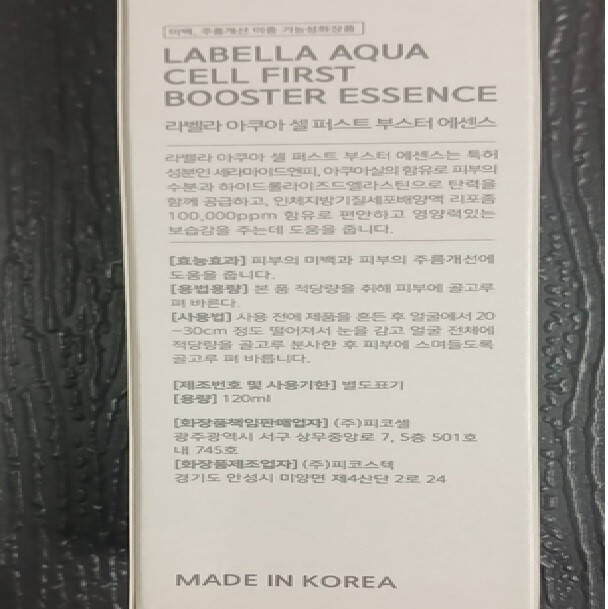 미백, 주름개선 이중 기능성화장품
LABELLA AQUA
CELL FIRST
BOOSTER ESSENCE
라벨라 아쿠아 셀 퍼스트 부스터 에센스
라벨라 아쿠아 셀 퍼스트 부스터 에센스는 특허
성분인 세라마이드엔피, 아쿠아실의 함유로 피부의
수분과 하이드롤라이즈드엘라스틴으로 탄력을
함께 공급하고, 인체지방기질세포배양액 리포좀
100,000ppm 함유로 편안하고 영양력있는
보습감을 주는데 도움을 줍니다.
[효능효과] 피부의 미백과 피부의 주름개선에
도움을 줍니다.
[용법용량] 본 품 적당량을 취해 피부에 골고루
펴 바른다.
[사용법] 사용 전에 제품을 흔든 후 얼굴에서 20
~30cm 정도 떨어져서 눈을 감고 얼굴 전체에
적당량을 골고루 분사한 후 피부에 스며들도록
골고루 펴 바릅니다.
[제조번호 및 사용기한] 별도표기
[용량] 120ml
[화장품책임판매업자] (주)피코셀
광주광역시 서구 상무중앙로 7, 5층 501호
내 745호
[화장품제조업자] (주)피코스텍
경기도 안성시 미양면 제4산단 2로 24
MADE IN KOREA